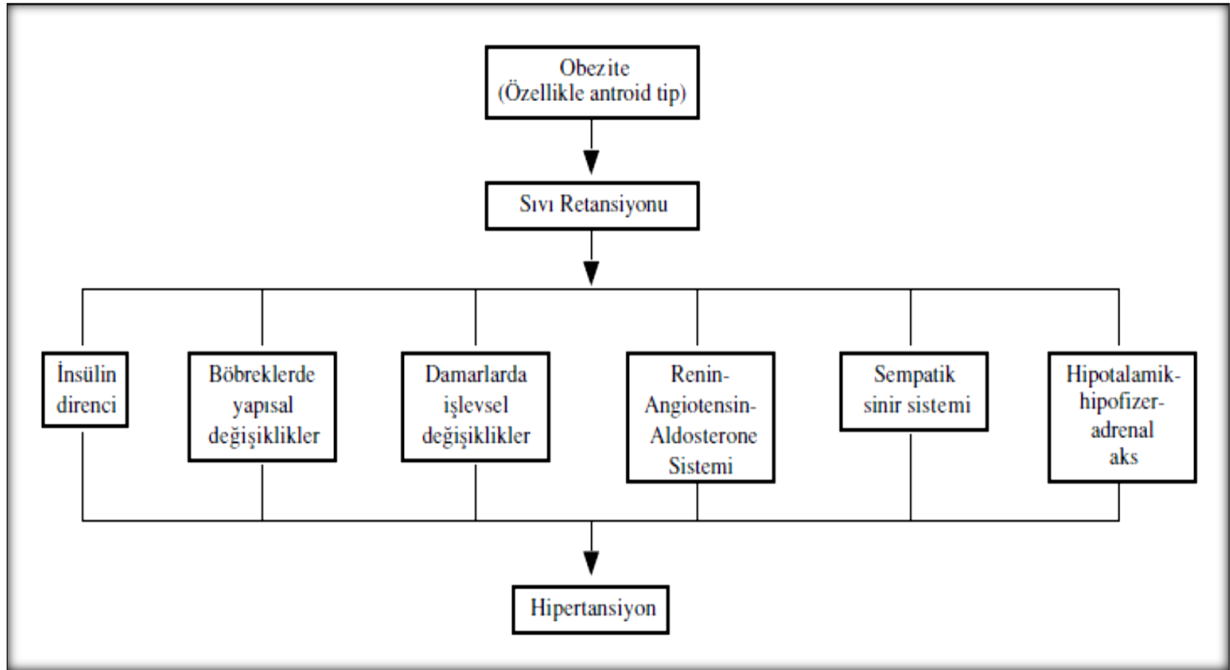 Obezite
(Özellikle antroid tip)
Sıvı Retansiyonu
İnsülin
direnci
Böbreklerde
yapısal
değişiklikler
Damarlarda
işlevsel
değişiklikler
Renin-
Angiotensin-
Aldosterone
Sistemi
Sempatik
sinir sistemi
Hipotalamik-
hipofizer-
adrenal
aks
Hipertansiyon